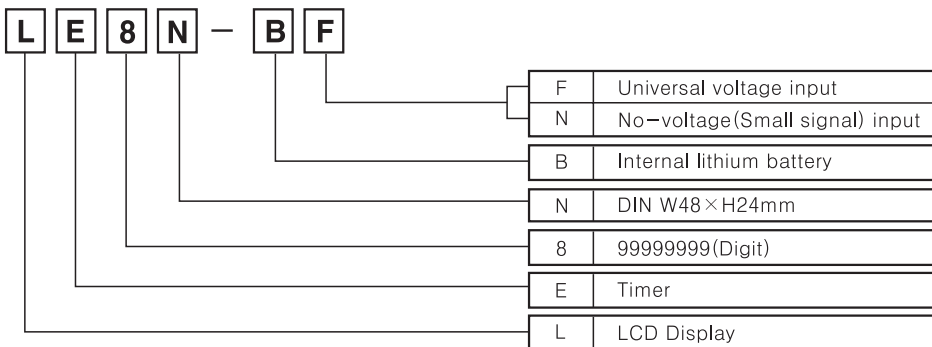 L E 8 N - B F
F Universal voltage input
N No-voltage(Small signal) input
B Internal lithium battery
N DIN W48×H24mm
8 99999999(Digit)
E Timer
L LCD Display